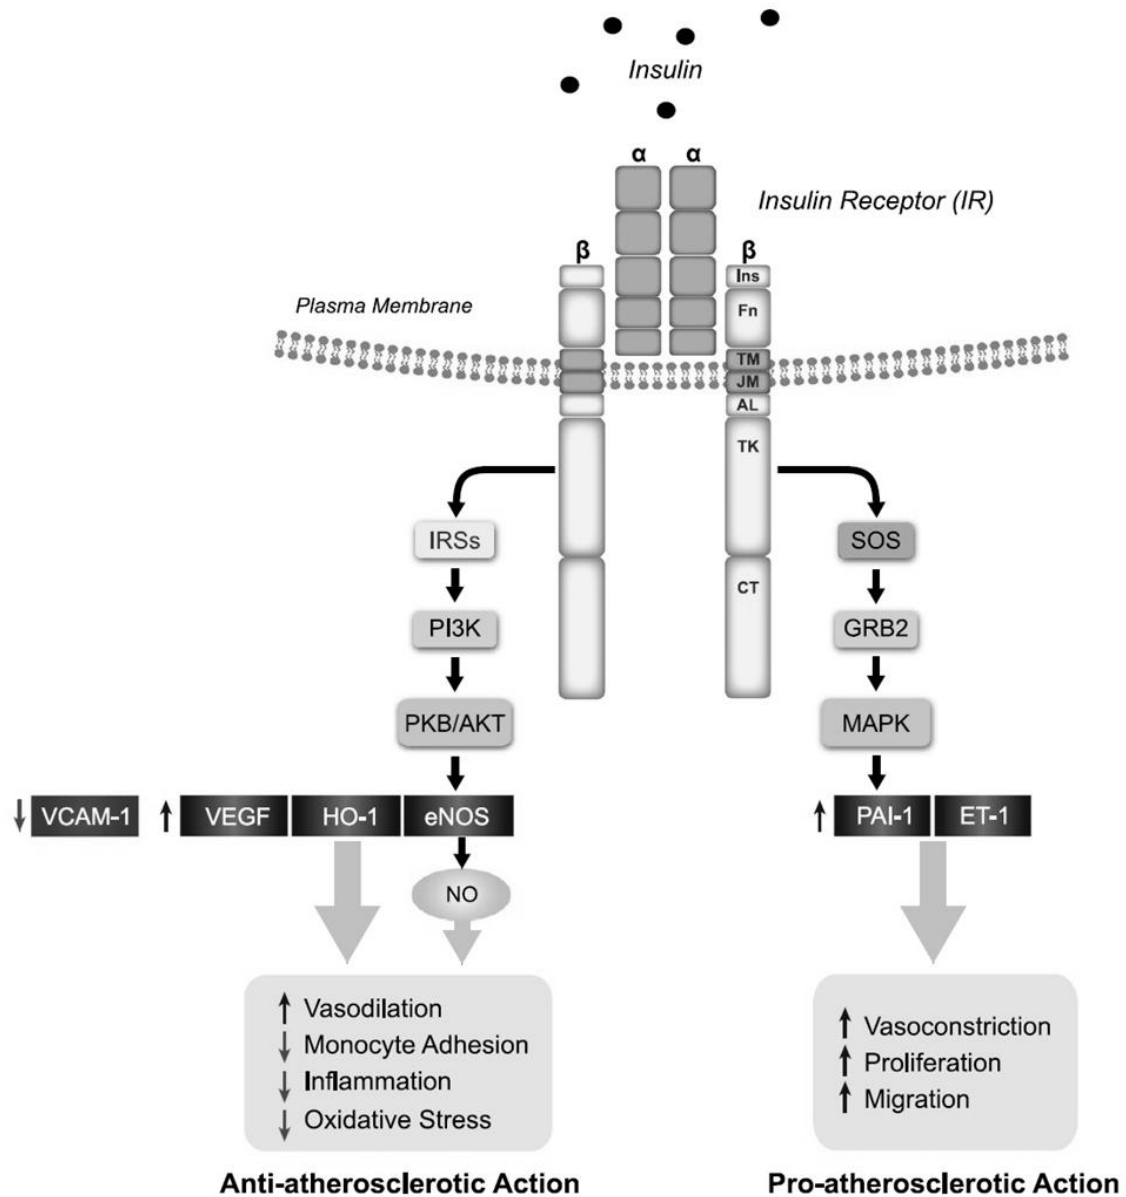 Insulin
α α
Insulin Receptor (IR)
β β
Ins
Plasma Membrane
Fn
TM
JM
AL
TK
IRSs
SOS
CT
PI3K
GRB2
PKB/AKT
MAPK
↓ VCAM-1 ↑ VEGF HO-1 eNOS
↑ PAI-1 ET-1
NO
↑ Vasodilation
↓ Monocyte Adhesion
↓ Inflammation
↓ Oxidative Stress
↑ Vasoconstriction
↑ Proliferation
↑ Migration
Anti-atherosclerotic Action
Pro-atherosclerotic Action